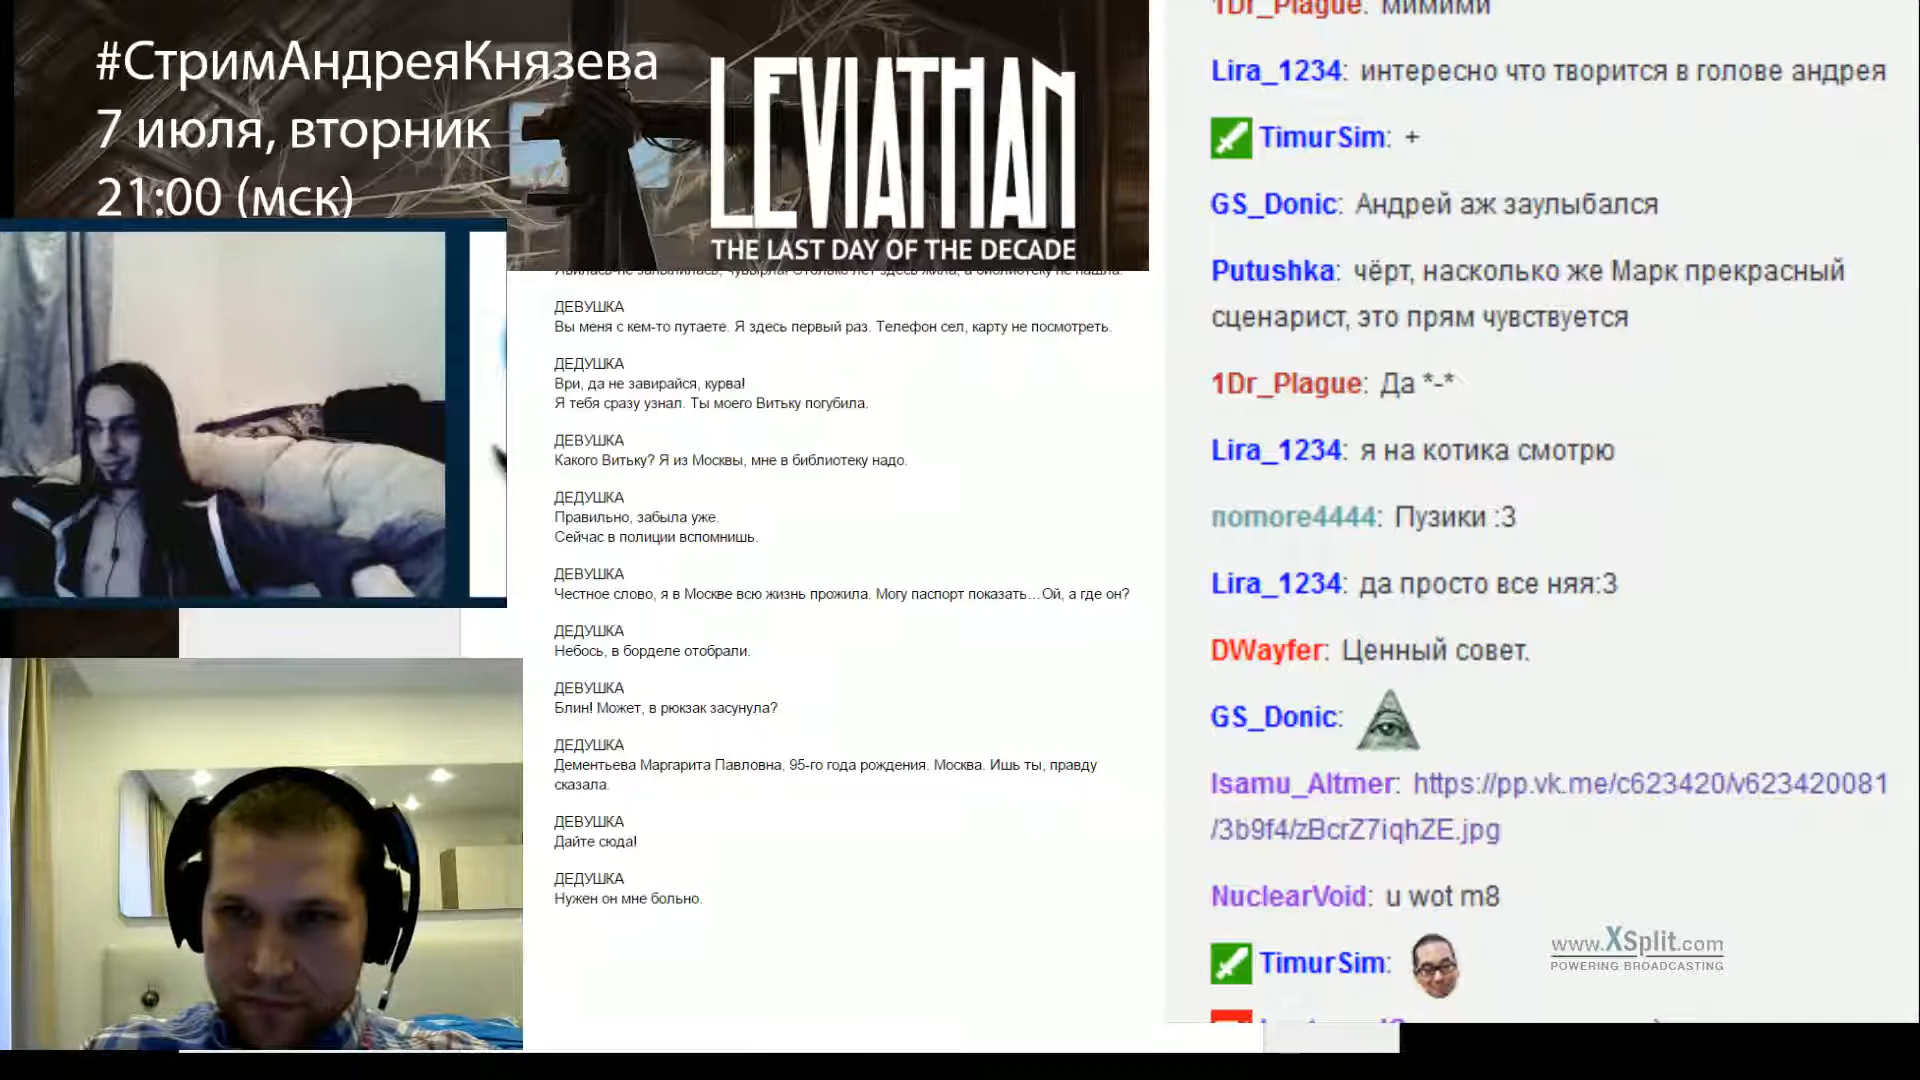 #СтримАндреяКнязева
7 июля, вторник
21:00 (мск)
LEVIATHAN
THE LAST DAY OF THE DECADE
ДЕВУШКА
Вы меня с кем-то путаете. Я здесь первый раз. Телефон сел, карту не посмотреть.
ДЕДУШКА
Ври, да не завирайся, курва!
Я тебя сразу узнал. Ты моего Витьку погубила.
ДЕВУШКА
Какого Витьку? Я из Москвы, мне в библиотеку надо.
ДЕДУШКА
Правильно, забыла уже.
Сейчас в полиции вспомнишь.
ДЕВУШКА
Честное слово, я в Москве всю жизнь прожила. Могу паспорт показать…Ой, а где он?
ДЕДУШКА
Небось, в борделе отобрали.
ДЕВУШКА
Блин! Может, в рюкзак засунула?
ДЕДУШКА
Дементьева Маргарита Павловна, 95-го года рождения. Москва. Ишь ты, правду
сказала.
ДЕВУШКА
Дайте сюда!
ДЕДУШКА
Нужен он мне больно.
1Dr_Plague: мимими
Lira_1234: интересно что творится в голове андрея
TimurSim: +
GS_Donic: Андрей аж заулыбался
Putushka: чёрт, насколько же Марк прекрасный
сценарист, это прям чувствуется
1Dr_Plague: Да *-*
Lira_1234: я на котика смотрю
nomore4444: Пузики :3
Lira_1234: да просто все няя:3
DWayfer: Ценный совет.
GS_Donic:
Isamu_Altmer: https://pp.vk.me/c623420/v623420081
/3b9f4/zBcrZ7iqhZE.jpg
NuclearVoid: u wot m8
TimurSim:
www.XSplit.com
POWERING BROADCASTING